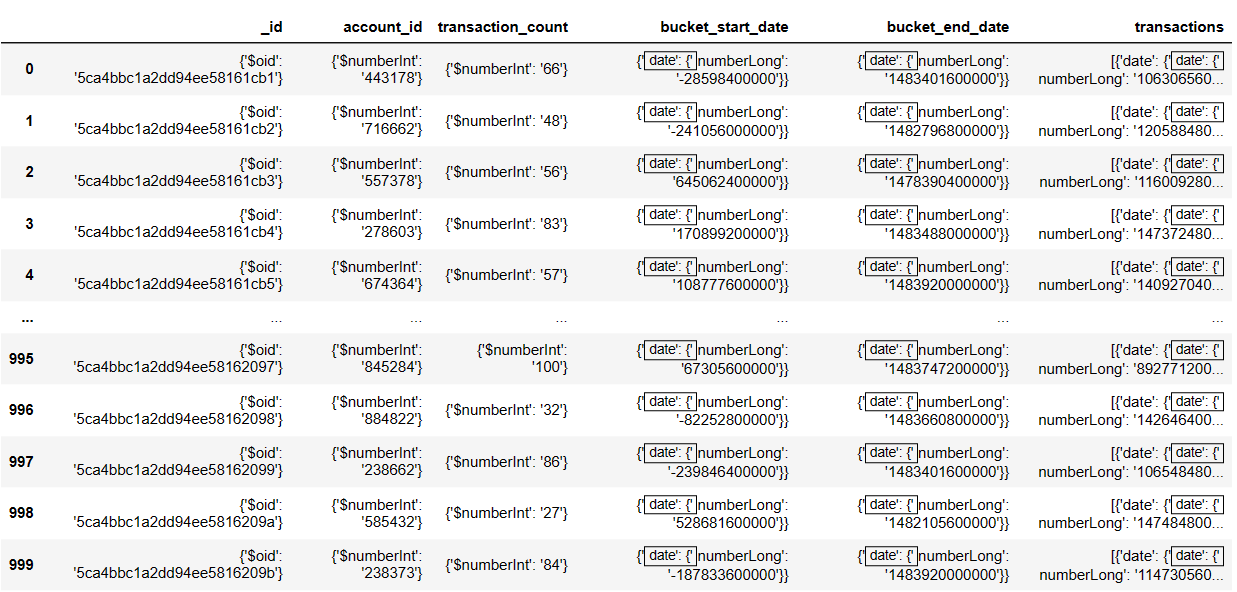 _id account_id transaction_count bucket_start_date bucket_end_date transactions
0 {'$oid': '5ca4bbc1a2dd94ee58161cb1'} {'$numberInt': '443178'} {'$numberInt': '66'} {'date': {'numberLong': '-28598400000'}} {'date': {'numberLong': '1483401600000'}} [{'date': {'date': {'numberLong': '106306560...
1 {'$oid': '5ca4bbc1a2dd94ee58161cb2'} {'$numberInt': '716662'} {'$numberInt': '48'} {'date': {'numberLong': '-241056000000'}} {'date': {'numberLong': '1482796800000'}} [{'date': {'date': {'numberLong': '120588480...
2 {'$oid': '5ca4bbc1a2dd94ee58161cb3'} {'$numberInt': '557378'} {'$numberInt': '56'} {'date': {'numberLong': '645062400000'}} {'date': {'numberLong': '1478390400000'}} [{'date': {'date': {'numberLong': '116009280...
3 {'$oid': '5ca4bbc1a2dd94ee58161cb4'} {'$numberInt': '278603'} {'$numberInt': '83'} {'date': {'numberLong': '170899200000'}} {'date': {'numberLong': '1483488000000'}} [{'date': {'date': {'numberLong': '147372480...
4 {'$oid': '5ca4bbc1a2dd94ee58161cb5'} {'$numberInt': '674364'} {'$numberInt': '57'} {'date': {'numberLong': '108777600000'}} {'date': {'numberLong': '1483920000000'}} [{'date': {'date': {'numberLong': '140927040...
... ... ... ... ... ... ...
995 {'$oid': '5ca4bbc1a2dd94ee58162097'} {'$numberInt': '845284'} {'$numberInt': '100'} {'date': {'numberLong': '67305600000'}} {'date': {'numberLong': '1483747200000'}} [{'date': {'date': {'numberLong': '892771200...
996 {'$oid': '5ca4bbc1a2dd94ee58162098'} {'$numberInt': '884822'} {'$numberInt': '32'} {'date': {'numberLong': '-82252800000'}} {'date': {'numberLong': '1483660800000'}} [{'date': {'date': {'numberLong': '142646400...
997 {'$oid': '5ca4bbc1a2dd94ee58162099'} {'$numberInt': '238662'} {'$numberInt': '86'} {'date': {'numberLong': '-239846400000'}} {'date': {'numberLong': '1483401600000'}} [{'date': {'date': {'numberLong': '106548480...
998 {'$oid': '5ca4bbc1a2dd94ee5816209a'} {'$numberInt': '585432'} {'$numberInt': '27'} {'date': {'numberLong': '528681600000'}} {'date': {'numberLong': '1482105600000'}} [{'date': {'date': {'numberLong': '147484800...
999 {'$oid': '5ca4bbc1a2dd94ee5816209b'} {'$numberInt': '238373'} {'$numberInt': '84'} {'date': {'numberLong': '-187833600000'}} {'date': {'numberLong': '1483920000000'}} [{'date': {'date': {'numberLong': '114730560...